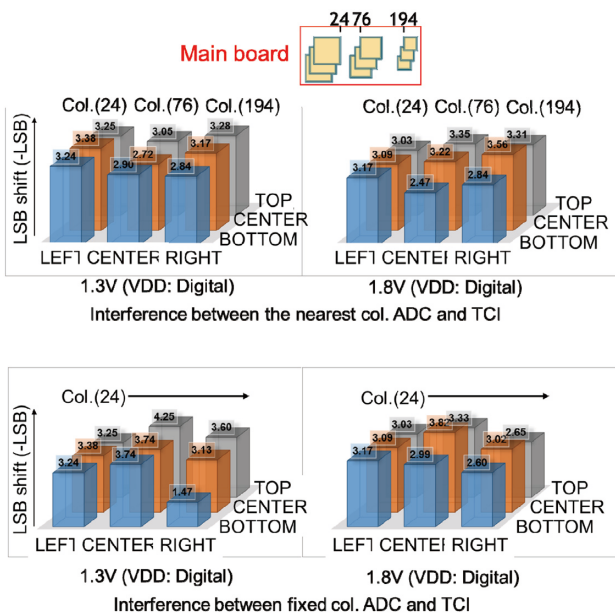 24 76 194
Main board
Col.(24) Col.(76) Col.(194)
3.25 3.05 3.28
3.38 2.72 3.17
3.24 2.90 2.84
LSB shift (-LSB)
TOP
CENTER
BOTTOM
LEFT CENTER RIGHT
1.3V (VDD: Digital)
Col.(24) Col.(76) Col.(194)
3.03 3.35 3.31
3.09 3.22 3.56
3.17 2.47 2.84
TOP
CENTER
BOTTOM
LEFT CENTER RIGHT
1.8V (VDD: Digital)
Interference between the nearest col. ADC and TCI
Col.(24)
3.25 4.25 3.60
3.38 3.74 3.13
3.24 3.74 1.47
LSB shift (-LSB)
TOP
CENTER
BOTTOM
LEFT CENTER RIGHT
1.3V (VDD: Digital)
Col.(24)
3.03 3.33 2.65
3.09 3.02
3.17 2.99 2.60
TOP
CENTER
BOTTOM
LEFT CENTER RIGHT
1.8V (VDD: Digital)
Interference between fixed col. ADC and TCI